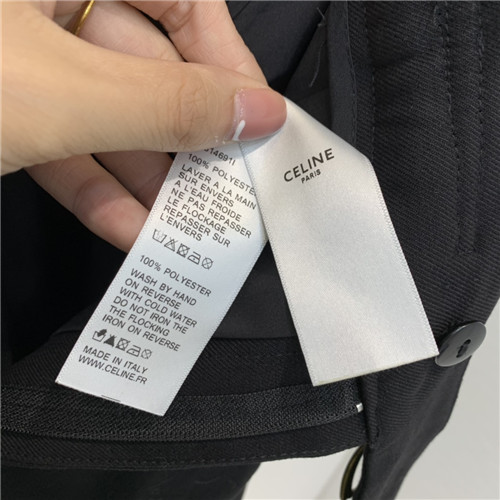 14691I
100% POLYESTER
LAVER A LA MAIN
SUR ENVERS
A L'EAU FROIDE
NE PAS REPASSER
LE FLOCKAGE
REPASSER SUR
L'ENVERS
100% POLYESTER
WASH BY HAND
ON REVERSE
WITH COLD WATER
DO NOT IRON THE
THE FLOCKING
IRON ON REVERSE
MADE IN ITALY
WWW.CELINE.FR
CELINE
PARIS